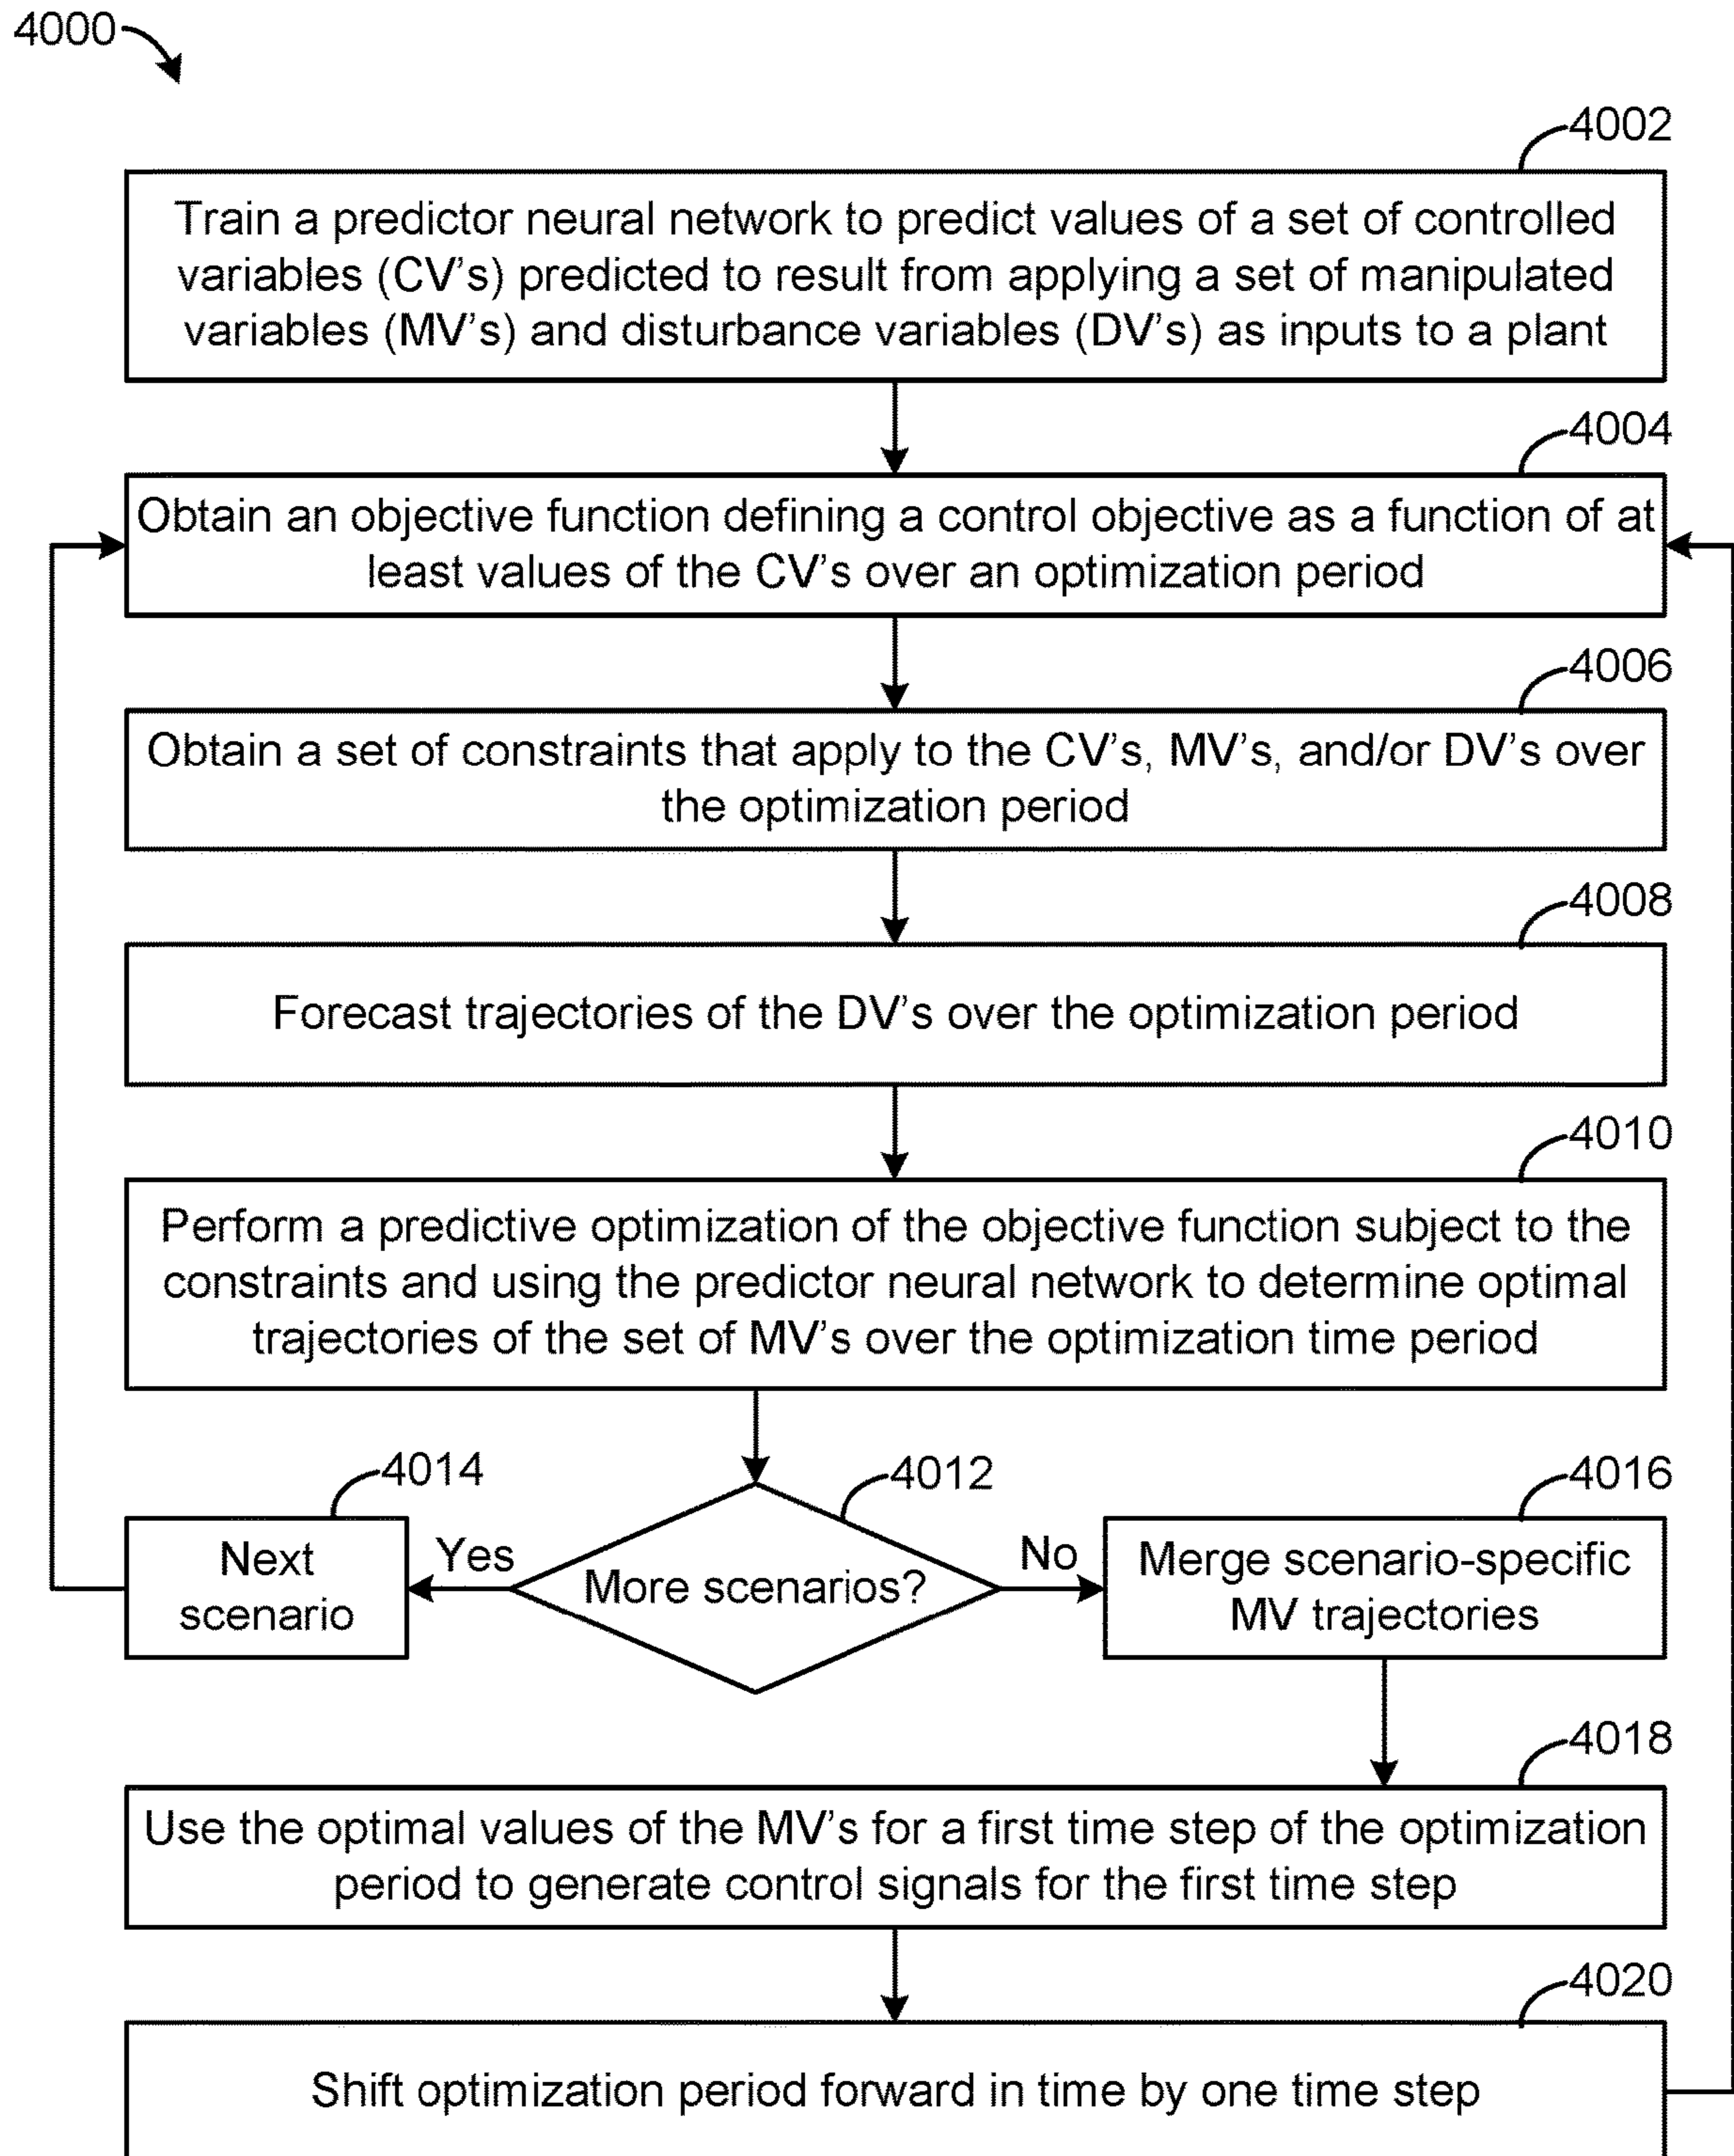 4000
4002
Train a predictor neural network to predict values of a set of controlled
variables (CV's) predicted to result from applying a set of manipulated
variables (MV's) and disturbance variables (DV's) as inputs to a plant
4004
Obtain an objective function defining a control objective as a function of at
least values of the CV's over an optimization period
4006
Obtain a set of constraints that apply to the CV's, MV's, and/or DV's over
the optimization period
4008
Forecast trajectories of the DV's over the optimization period
4010
Perform a predictive optimization of the objective function subject to the
constraints and using the predictor neural network to determine optimal
trajectories of the set of MV's over the optimization time period
4014
Next
scenario
Yes
4012
More scenarios?
No
4016
Merge scenario-specific
MV trajectories
4018
Use the optimal values of the MV's for a first time step of the optimization
period to generate control signals for the first time step
4020
Shift optimization period forward in time by one time step